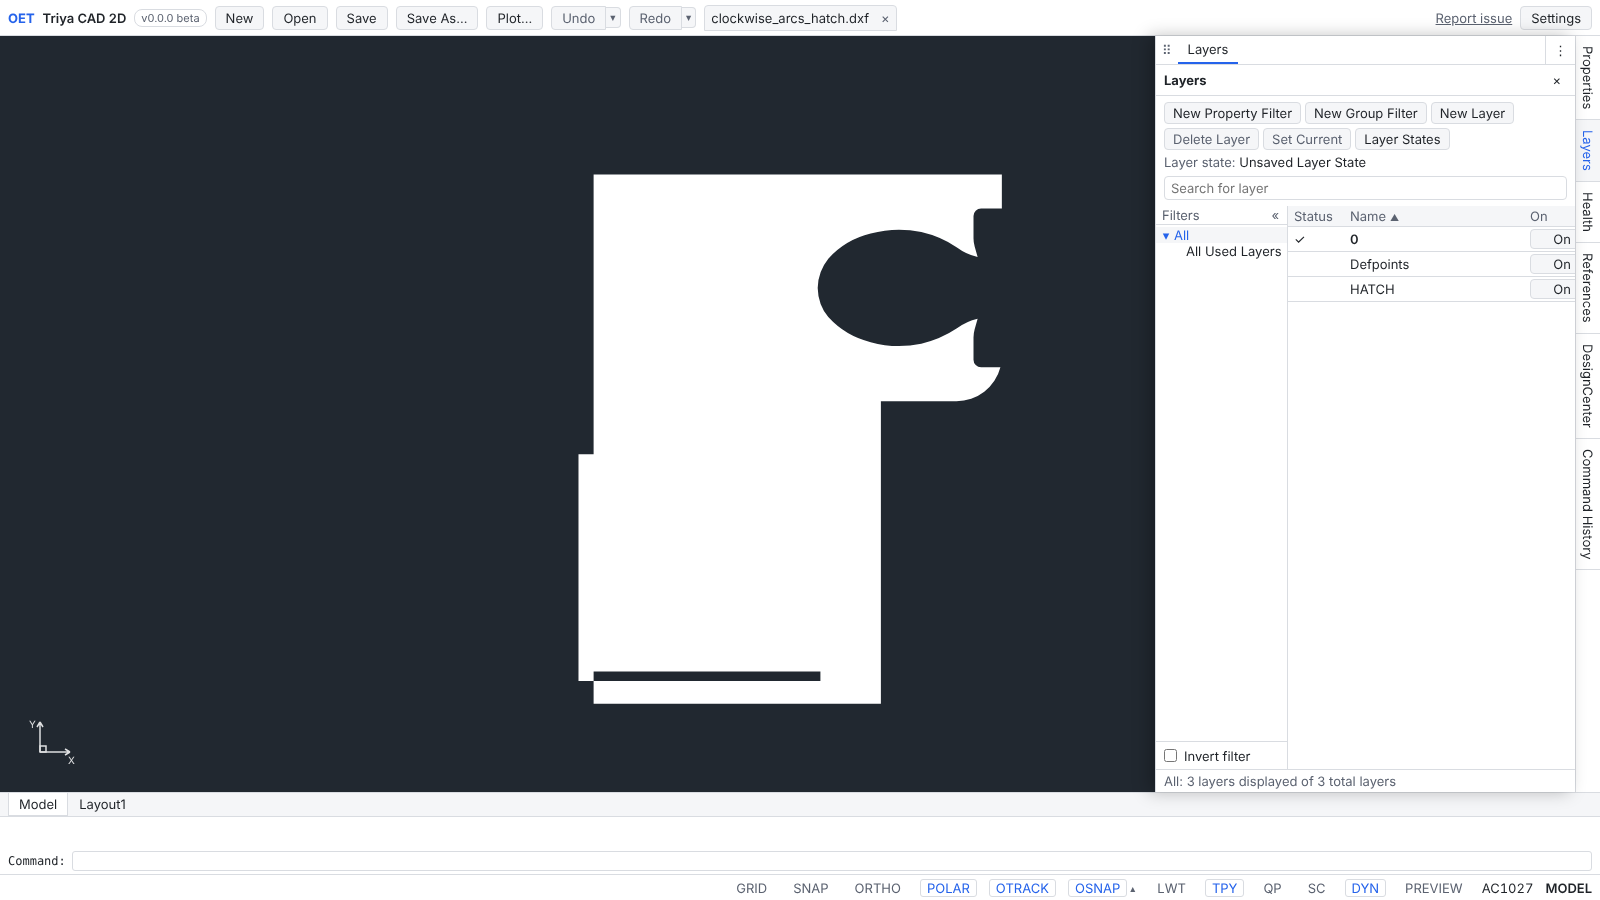 OET Triya CAD 2D v0.0.0 beta New Open Save Save As... Plot... Undo ▾ Redo ▾ clockwise_arcs_hatch.dxf × Report issue Settings
Layers
Layers ×
New Property Filter New Group Filter New Layer
Delete Layer Set Current Layer States
Layer state: Unsaved Layer State
Search for layer
Filters « Status Name ▲ On
▾ All ✓ 0 On
All Used Layers
Defpoints On
HATCH On
Invert filter
All: 3 layers displayed of 3 total layers
Properties
Layers
Health
References
DesignCenter
Command History
Y
X
Model Layout1
Command:
GRID SNAP ORTHO POLAR OTRACK OSNAP ▴ LWT TPY QP SC DYN PREVIEW AC1027 MODEL